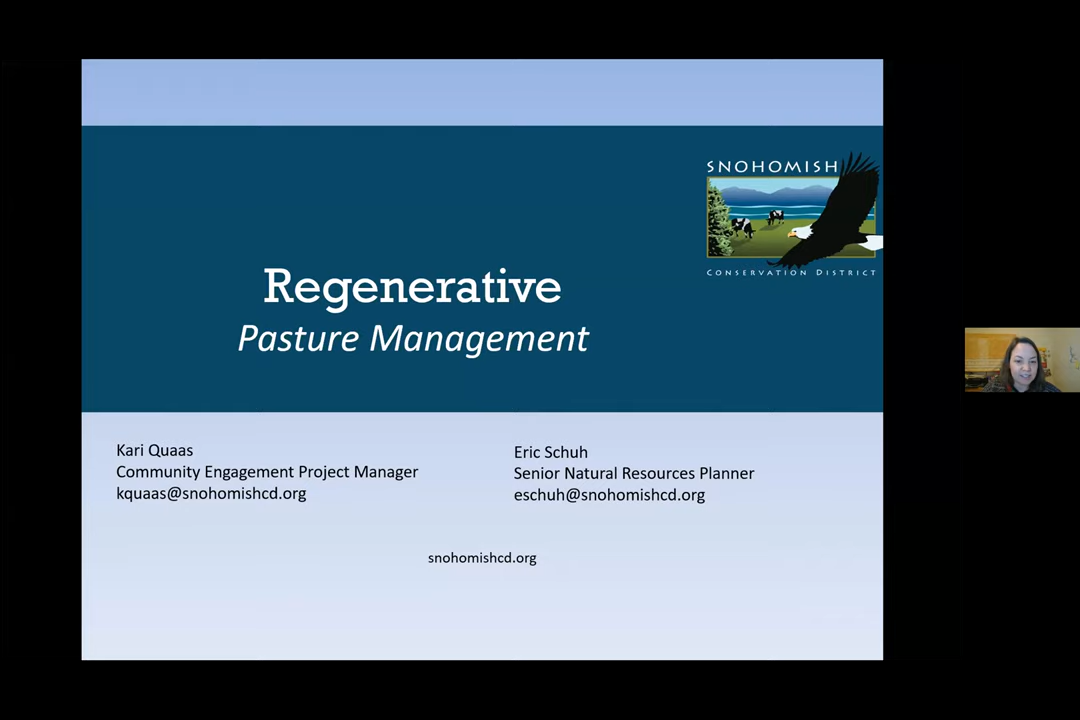 SNOHOMISH
CONSERVATION DISTRICT
Regenerative
Pasture Management
Kari Quaas
Community Engagement Project Manager
kquaas@snohomishcd.org
Eric Schuh
Senior Natural Resources Planner
eschuh@snohomishcd.org
snohomishcd.org